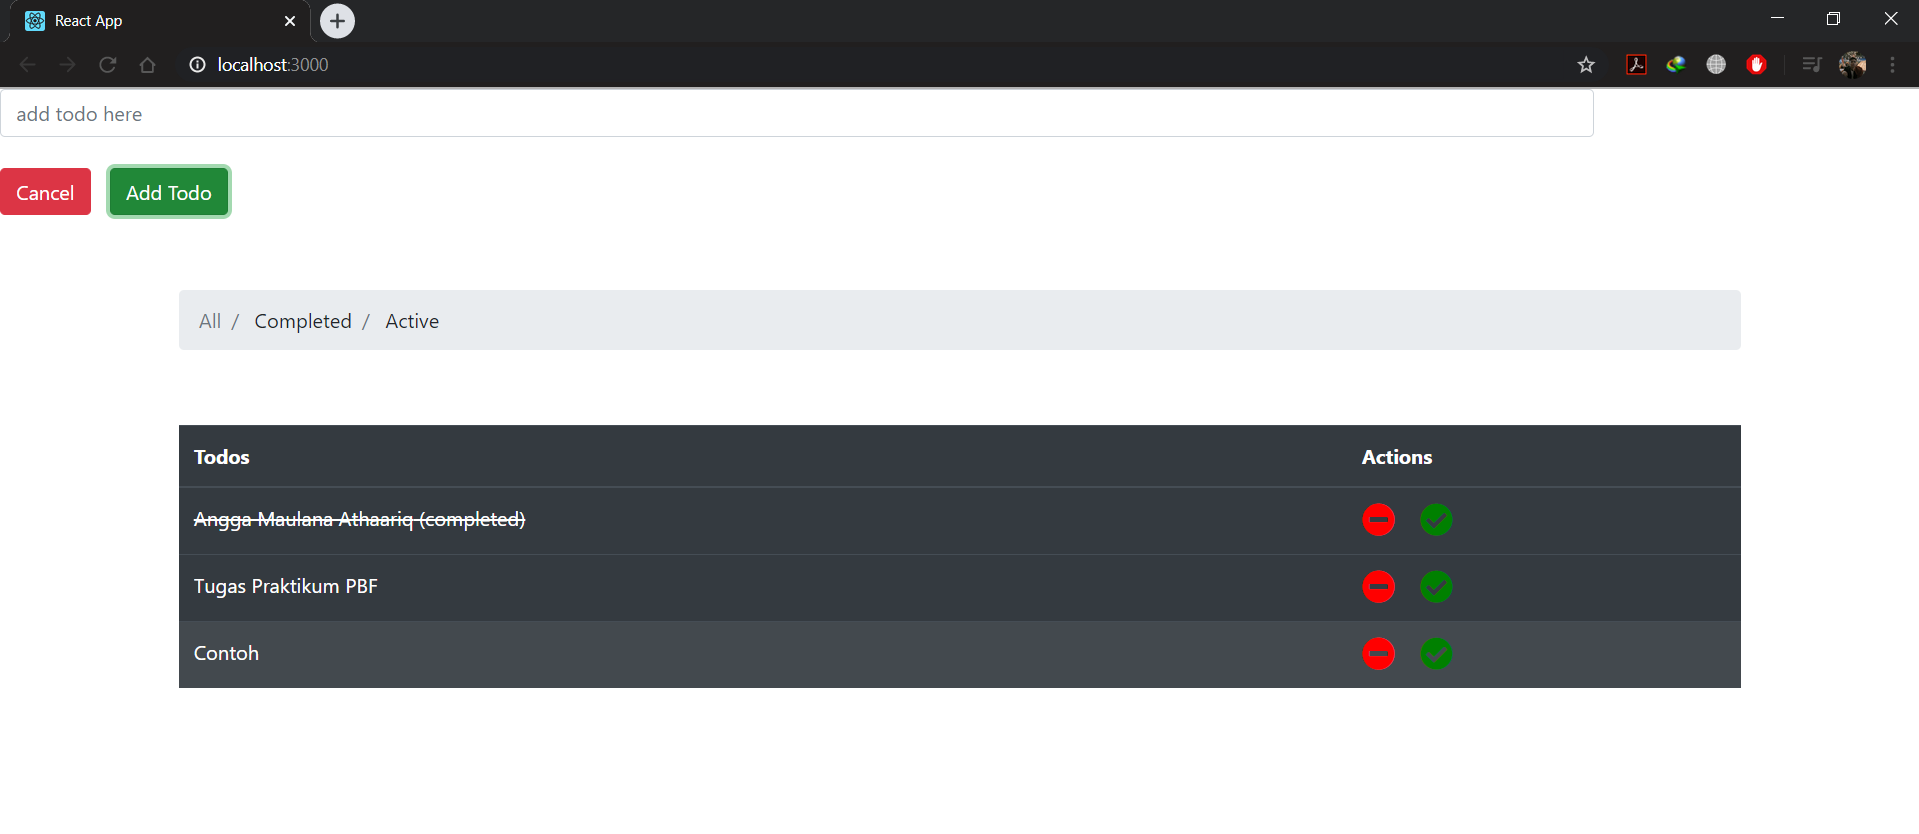 React App
localhost:3000
add todo here
Cancel Add Todo
All / Completed / Active
Todos Actions
Angga Maulana Athaariq (completed)
Tugas Praktikum PBF
Contoh